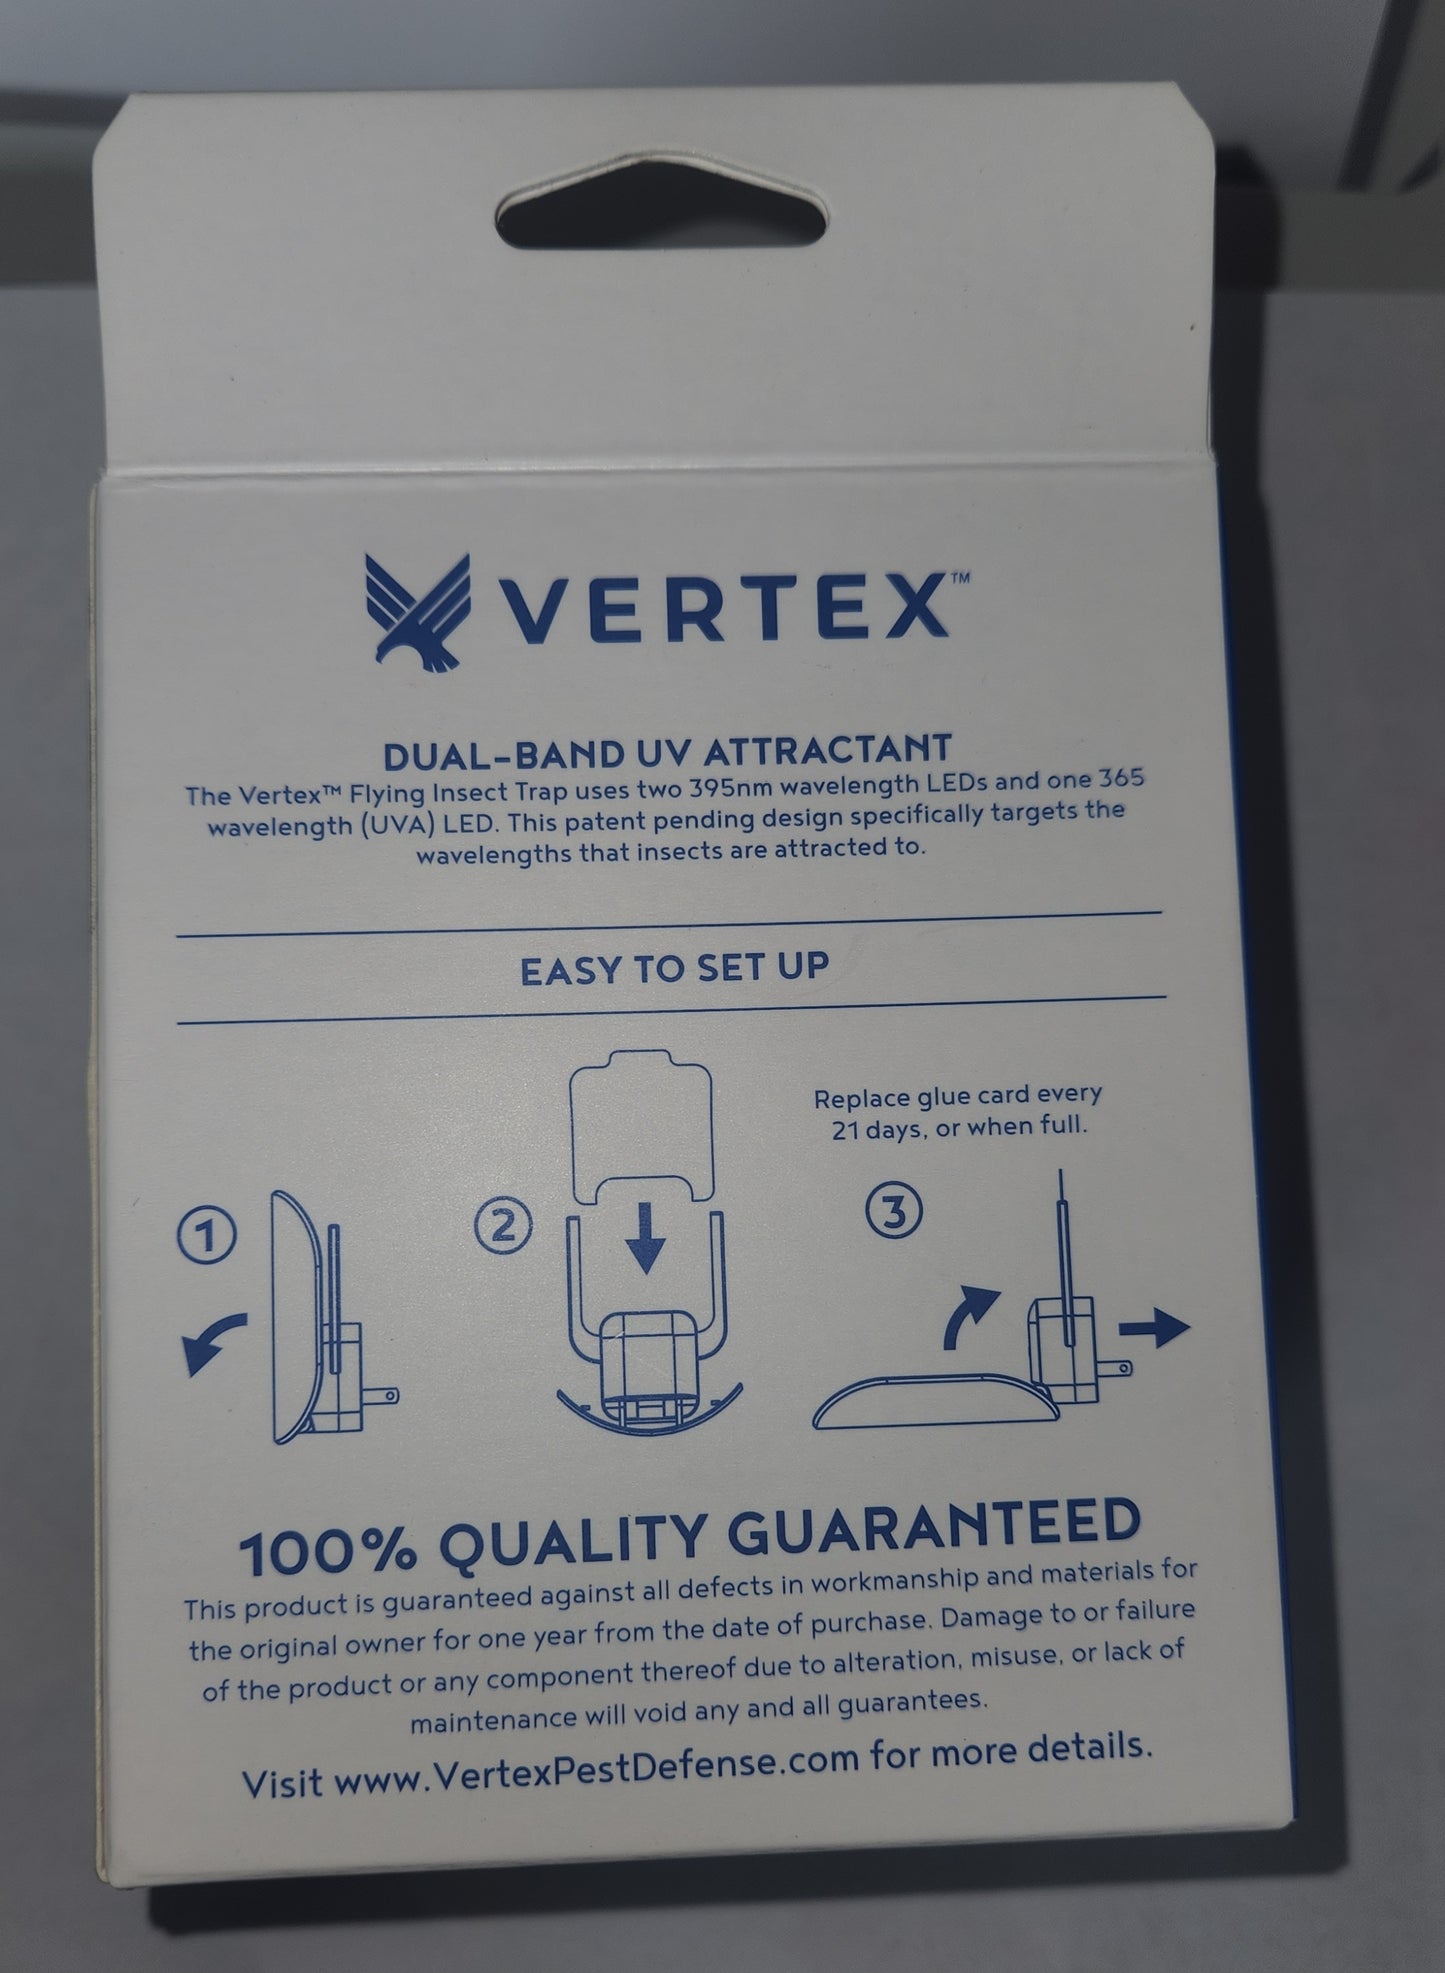 VERTEX™
DUAL-BAND UV ATTRACTANT
The Vertex™ Flying Insect Trap uses two 395nm wavelength LEDs and one 365
wavelength (UVA) LED. This patent pending design specifically targets the
wavelengths that insects are attracted to.
EASY TO SET UP
1
2
Replace glue card every
21 days, or when full.
3
100% QUALITY GUARANTEED
This product is guaranteed against all defects in workmanship and materials for
the original owner for one year from the date of purchase. Damage to or failure
of the product or any component thereof due to alteration, misuse, or lack of
maintenance will void any and all guarantees.
Visit www.VertexPestDefense.com for more details.